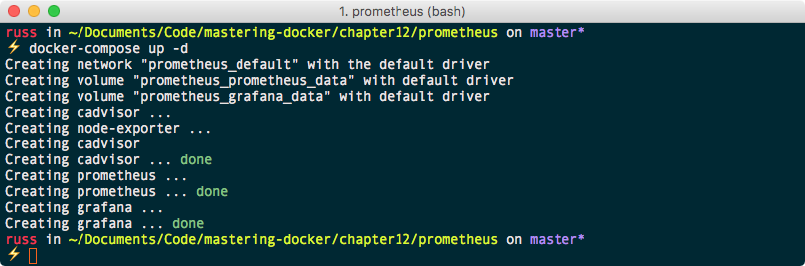 1. prometheus (bash)
russ in ~/Documents/Code/mastering-docker/chapter12/prometheus on master*
⚡ docker-compose up -d
Creating network "prometheus_default" with the default driver
Creating volume "prometheus_prometheus_data" with default driver
Creating volume "prometheus_grafana_data" with default driver
Creating cadvisor ...
Creating node-exporter ...
Creating cadvisor
Creating cadvisor ... done
Creating prometheus ...
Creating prometheus ... done
Creating grafana ...
Creating grafana ... done
russ in ~/Documents/Code/mastering-docker/chapter12/prometheus on master*
⚡